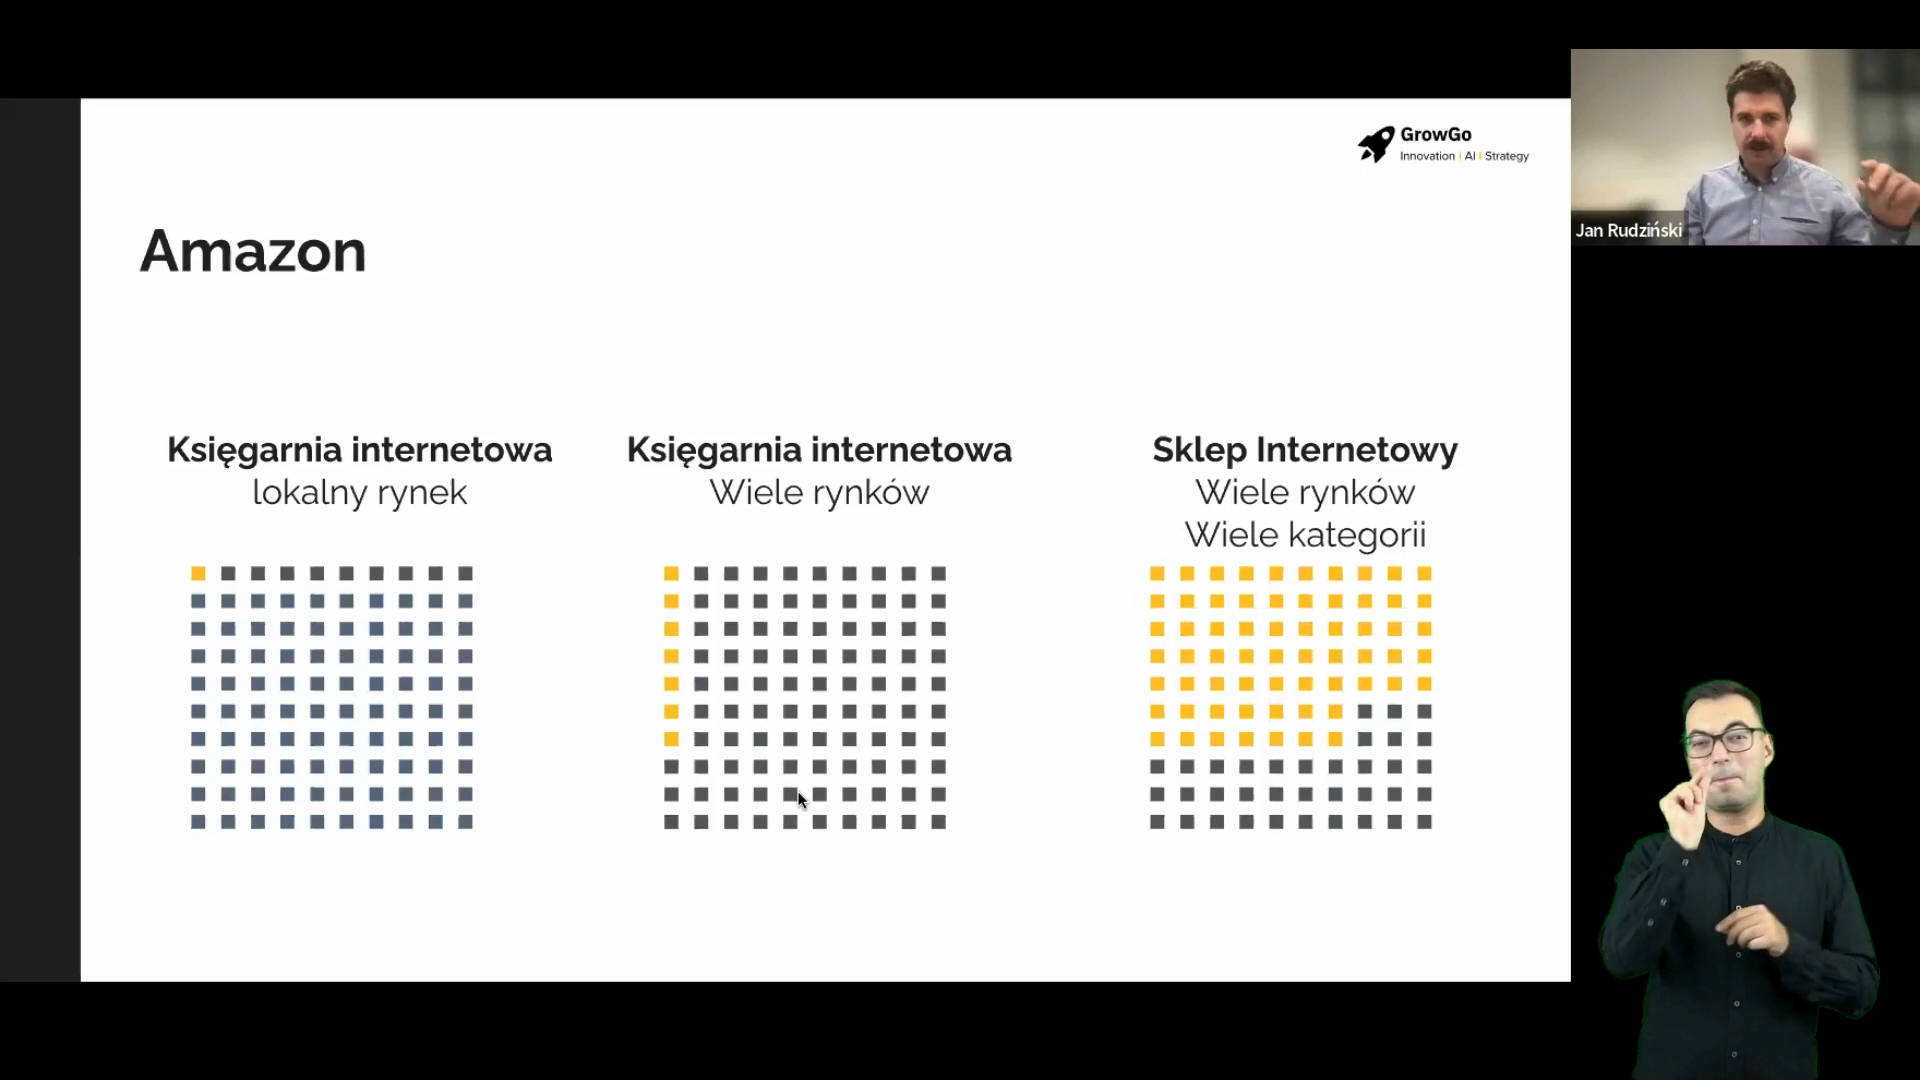 GrowGo
Innovation | AI | Strategy
Jan Rudziński
Amazon
Księgarnia internetowa
lokalny rynek
Księgarnia internetowa
Wiele rynków
Sklep Internetowy
Wiele rynków
Wiele kategorii